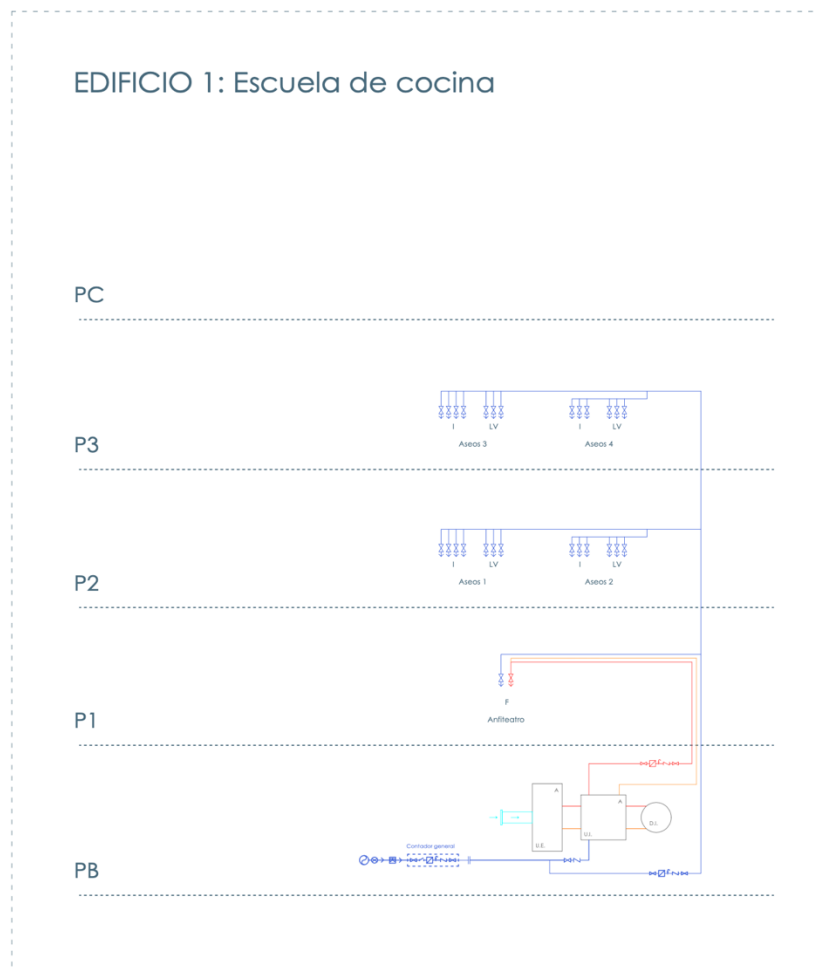 EDIFICIO 1: Escuela de cocina
PC
I LV I LV
Aseos 3 Aseos 4
P3
I LV I LV
Aseos 1 Aseos 2
P2
F
Anfiteatro
P1
A
A
D.I.
U.I.
U.E.
Contador general
PB